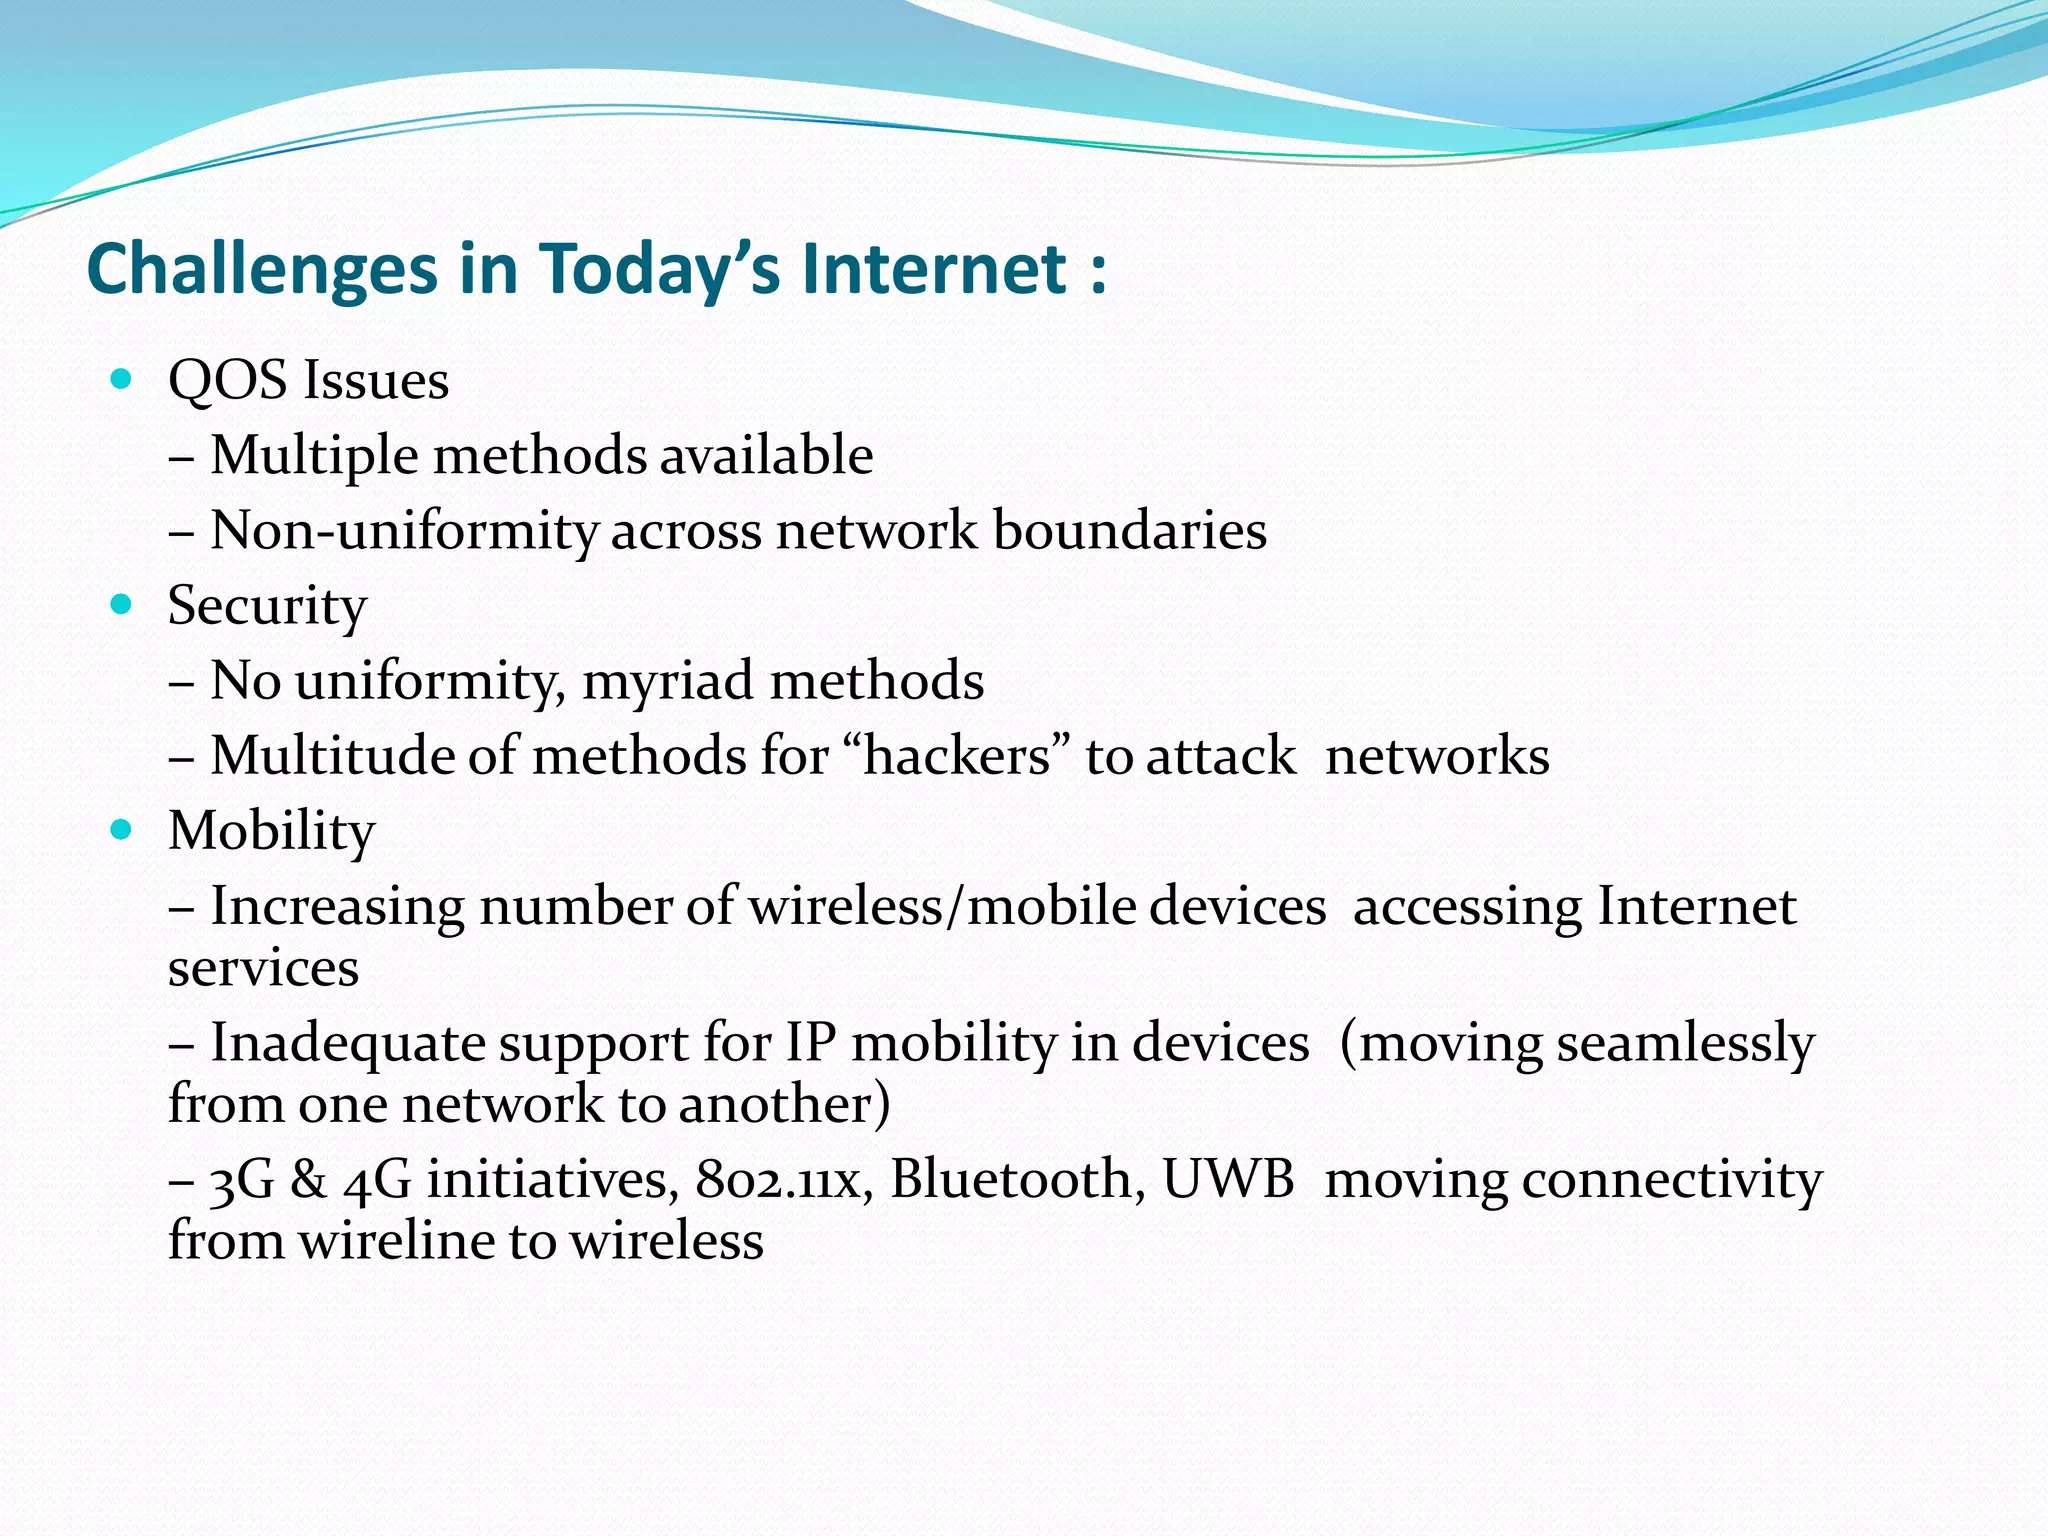 Challenges in Today’s Internet :
• QOS Issues
– Multiple methods available
– Non-uniformity across network boundaries
• Security
– No uniformity, myriad methods
– Multitude of methods for “hackers” to attack  networks
• Mobility
– Increasing number of wireless/mobile devices  accessing Internet
services
– Inadequate support for IP mobility in devices  (moving seamlessly
from one network to another)
– 3G & 4G initiatives, 802.11x, Bluetooth, UWB  moving connectivity
from wireline to wireless